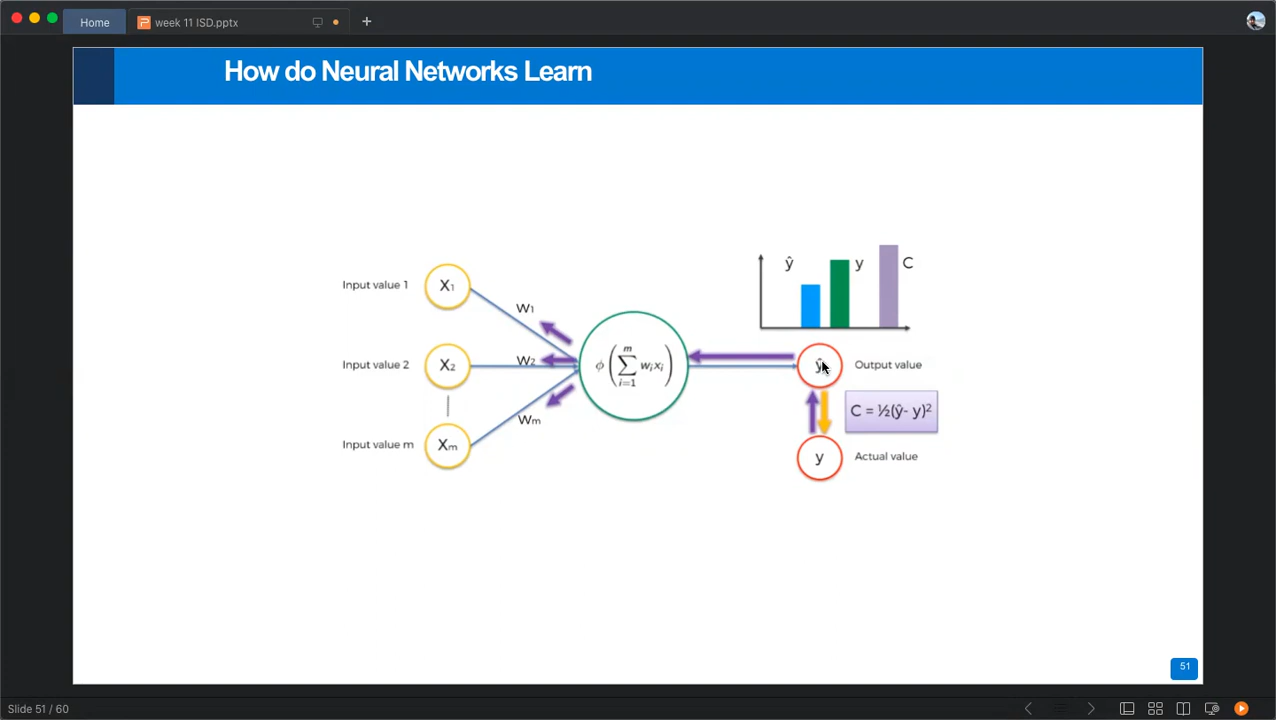 Home
week 11 ISD.pptx
How do Neural Networks Learn
ŷ
y
C
Input value 1
X₁
W₁
Input value 2
X₂
W₂
ϕ(∑ᵢ₌₁ᵐ wᵢxᵢ)
ŷ
Output value
C = ½(ŷ- y)²
Input value m
Xₘ
Wₘ
y
Actual value
51
Slide 51 / 60